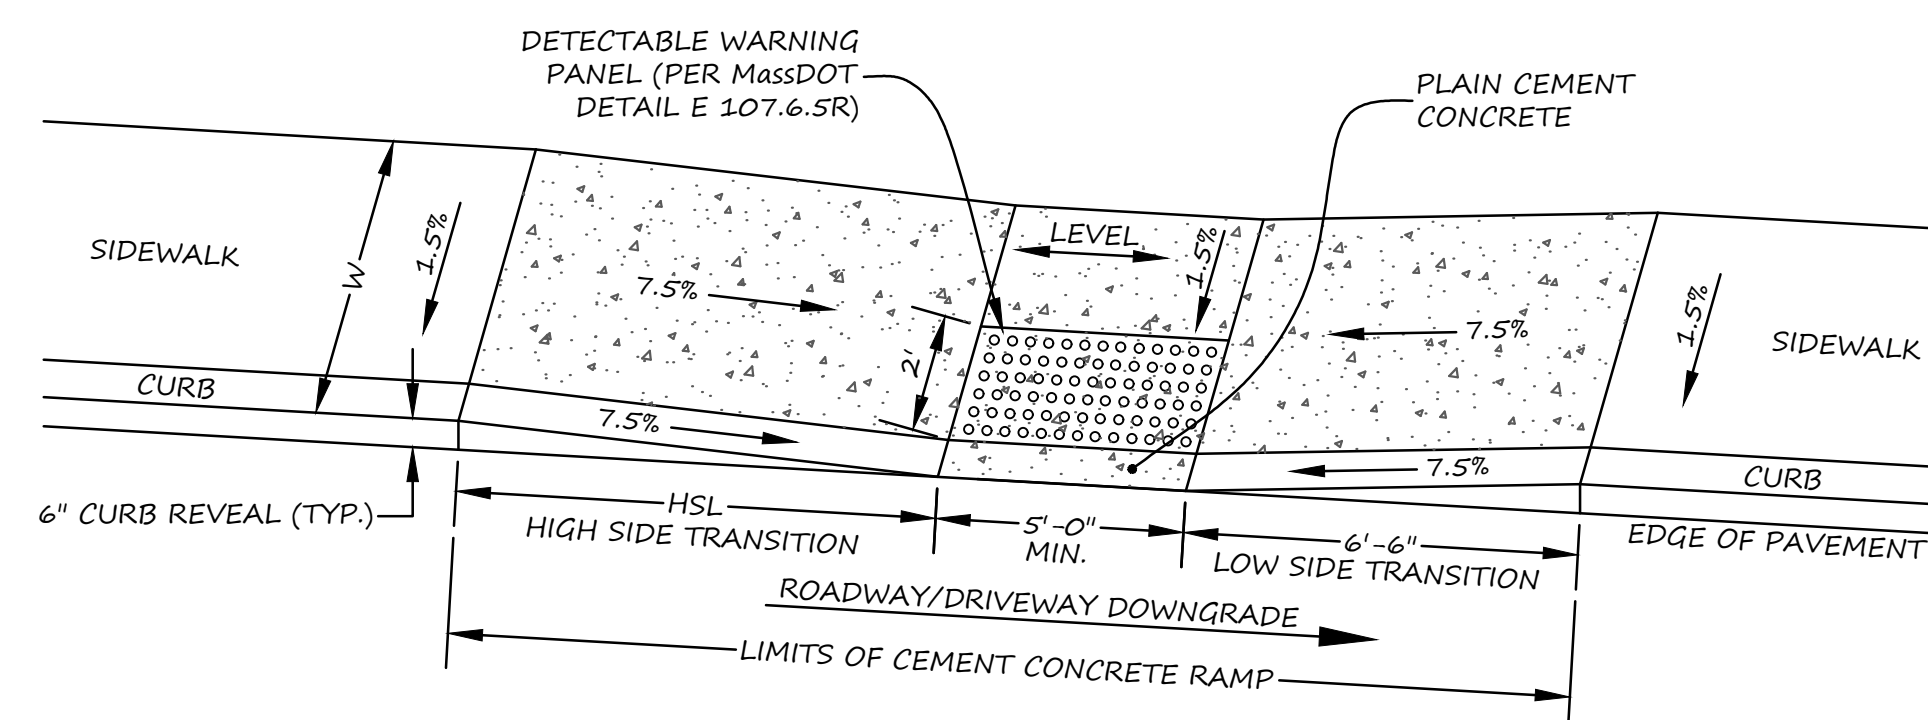 DETECTABLE WARNING
PANEL (PER MassDOT
DETAIL E 107.6.5R)
PLAIN CEMENT
CONCRETE
SIDEWALK
W
1.5%
7.5%
LEVEL
1.5%
7.5%
1.5%
SIDEWALK
2'
CURB
7.5%
7.5%
CURB
6" CURB REVEAL (TYP.)
HSL
HIGH SIDE TRANSITION
5'-0"
MIN.
6'-6"
LOW SIDE TRANSITION
EDGE OF PAVEMENT
ROADWAY/DRIVEWAY DOWNGRADE
LIMITS OF CEMENT CONCRETE RAMP